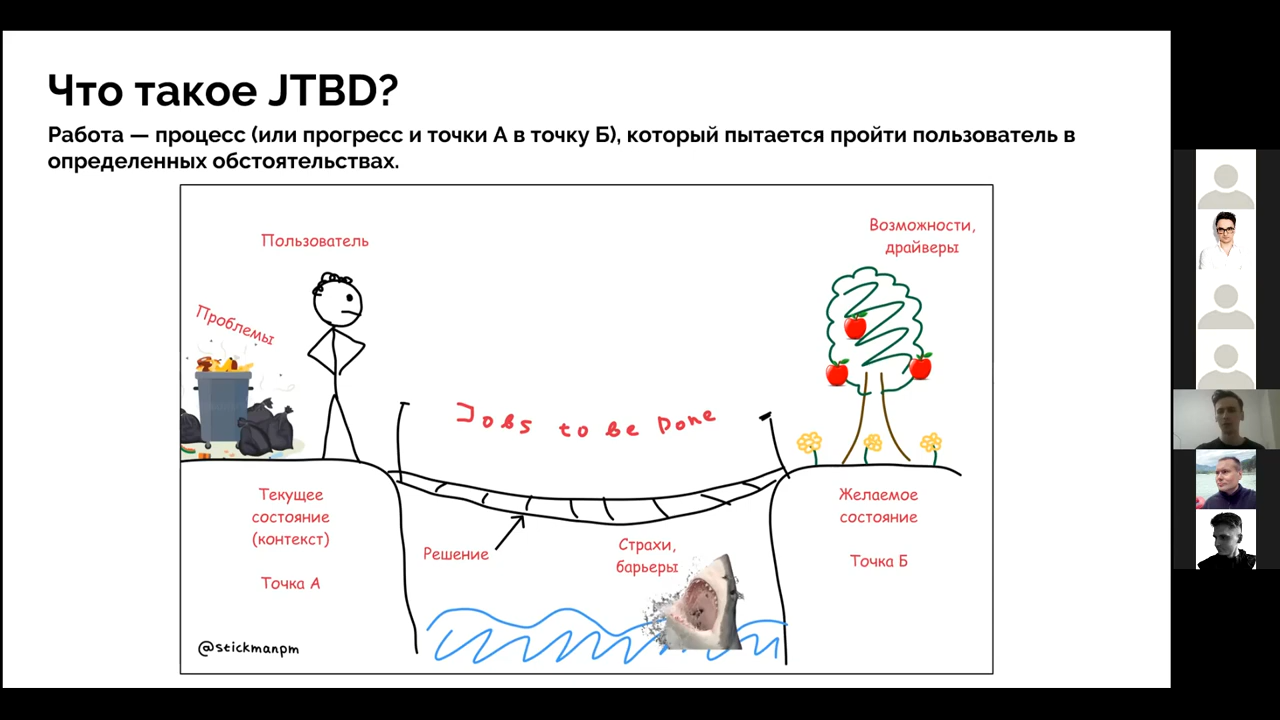 Что такое JTBD?
Работа — процесс (или прогресс и точки А в точку Б), который пытается пройти пользователь в
определенных обстоятельствах.
Пользователь
Возможности,
драйверы
Проблемы
Jobs to be Done
Текущее
состояние
(контекст)
Точка А
Решение
Страхи,
барьеры
Желаемое
состояние
Точка Б
@stickmanpm